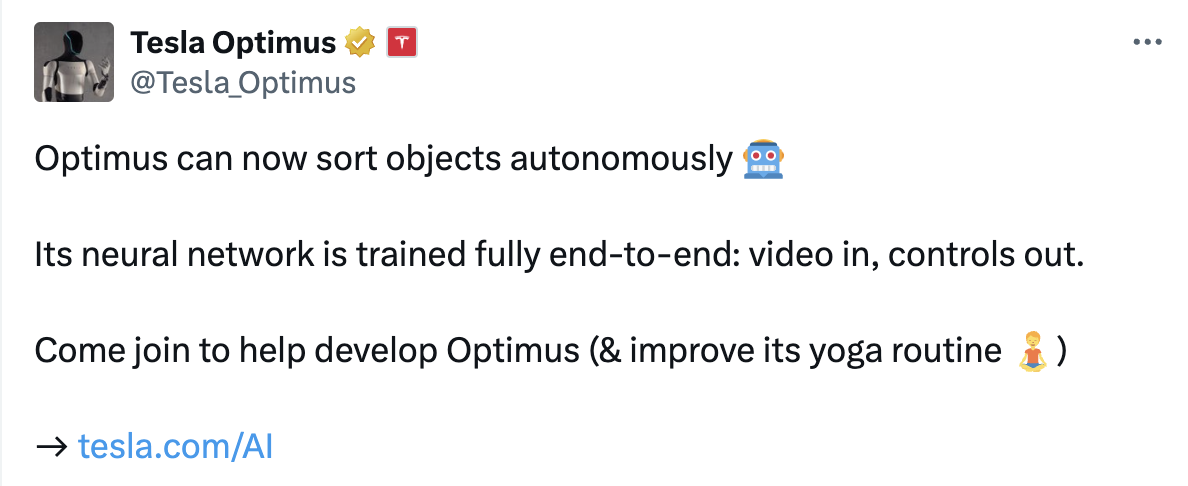 Tesla Optimus
@Tesla_Optimus
Optimus can now sort objects autonomously 🤖
Its neural network is trained fully end-to-end: video in, controls out.
Come join to help develop Optimus (& improve its yoga routine 🧘 )
→ tesla.com/AI